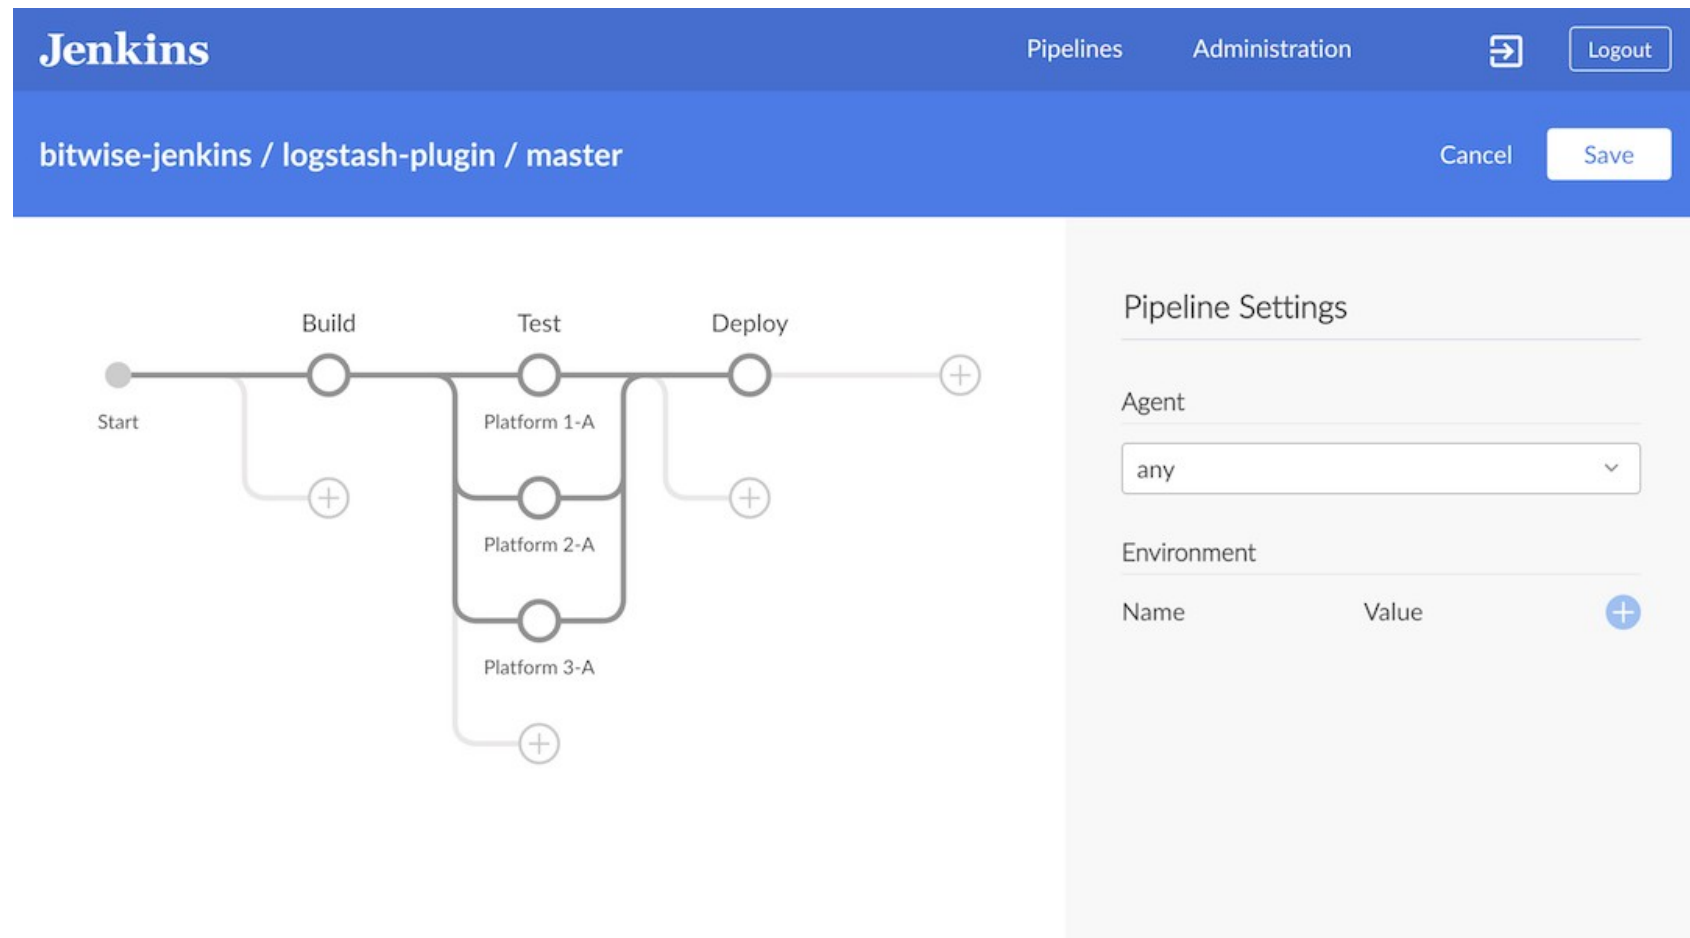 Jenkins
Pipelines
Administration
Logout
bitwise-jenkins / logstash-plugin / master
Cancel
Save
Build
Test
Deploy
Start
Platform 1-A
Platform 2-A
Platform 3-A
Pipeline Settings
Agent
any
Environment
Name
Value